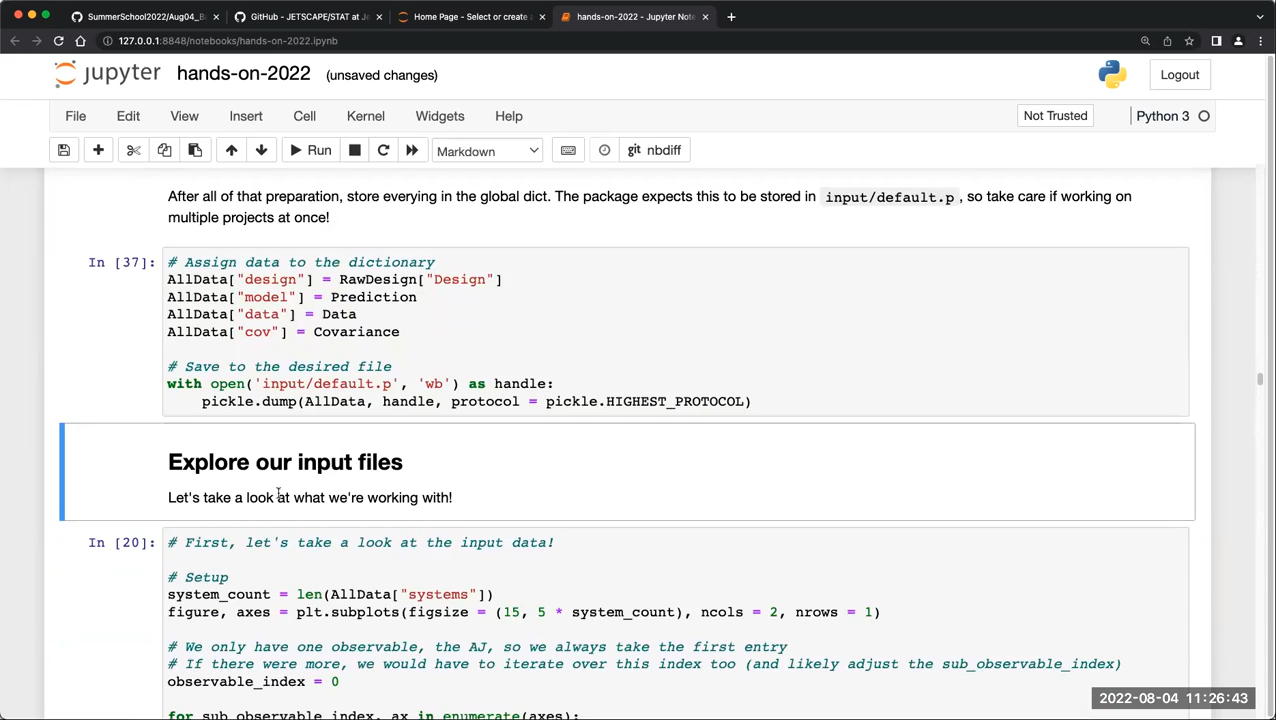 SummerSchool2022/Aug04_Ba
GitHub - JETSCAPE/STAT at Je
Home Page - Select or create a
hands-on-2022 - Jupyter Note
127.0.0.1:8848/notebooks/hands-on-2022.ipynb
jupyter hands-on-2022 (unsaved changes)
Logout
File Edit View Insert Cell Kernel Widgets Help
Not Trusted
Python 3
Run
Markdown
git nbdiff
After all of that preparation, store everying in the global dict. The package expects this to be stored in input/default.p, so take care if working on
multiple projects at once!
In [37]: # Assign data to the dictionary
AllData["design"] = RawDesign["Design"]
AllData["model"] = Prediction
AllData["data"] = Data
AllData["cov"] = Covariance
# Save to the desired file
with open('input/default.p', 'wb') as handle:
    pickle.dump(AllData, handle, protocol = pickle.HIGHEST_PROTOCOL)
Explore our input files
Let's take a look at what we're working with!
In [20]: # First, let's take a look at the input data!
# Setup
system_count = len(AllData["systems"])
figure, axes = plt.subplots(figsize = (15, 5 * system_count), ncols = 2, nrows = 1)
# We only have one observable, the AJ, so we always take the first entry
# If there were more, we would have to iterate over this index too (and likely adjust the sub_observable_index)
observable_index = 0
for sub_observable_index, ax in enumerate(axes):
2022-08-04 11:26:43